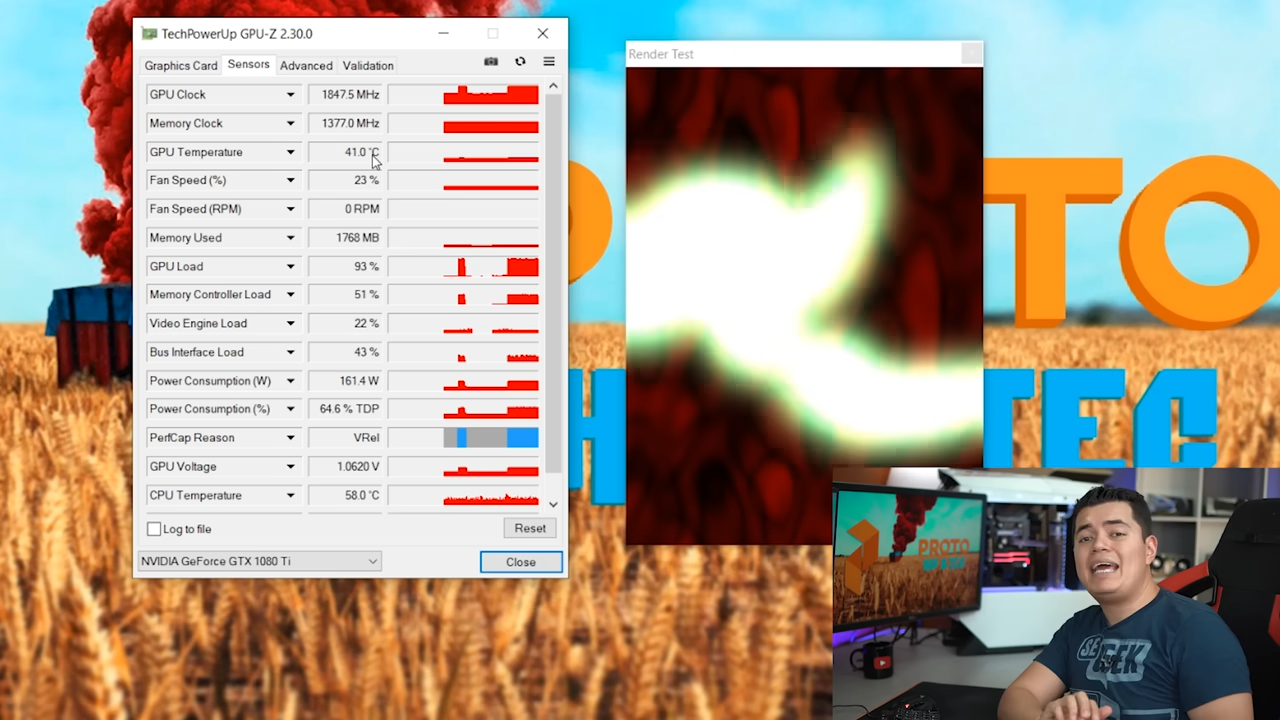 TechPowerUp GPU-Z 2.30.0
Graphics Card Sensors Advanced Validation
GPU Clock 1847.5 MHz
Memory Clock 1377.0 MHz
GPU Temperature 41.0 °C
Fan Speed (%) 23 %
Fan Speed (RPM) 0 RPM
Memory Used 1768 MB
GPU Load 93 %
Memory Controller Load 51 %
Video Engine Load 22 %
Bus Interface Load 43 %
Power Consumption (W) 161.4 W
Power Consumption (%) 64.6 % TDP
PerfCap Reason VRel
GPU Voltage 1.0620 V
CPU Temperature 58.0 °C
Log to file
Reset
NVIDIA GeForce GTX 1080 Ti
Close
Render Test
TO
TEC
PROTO
SE
GEEK